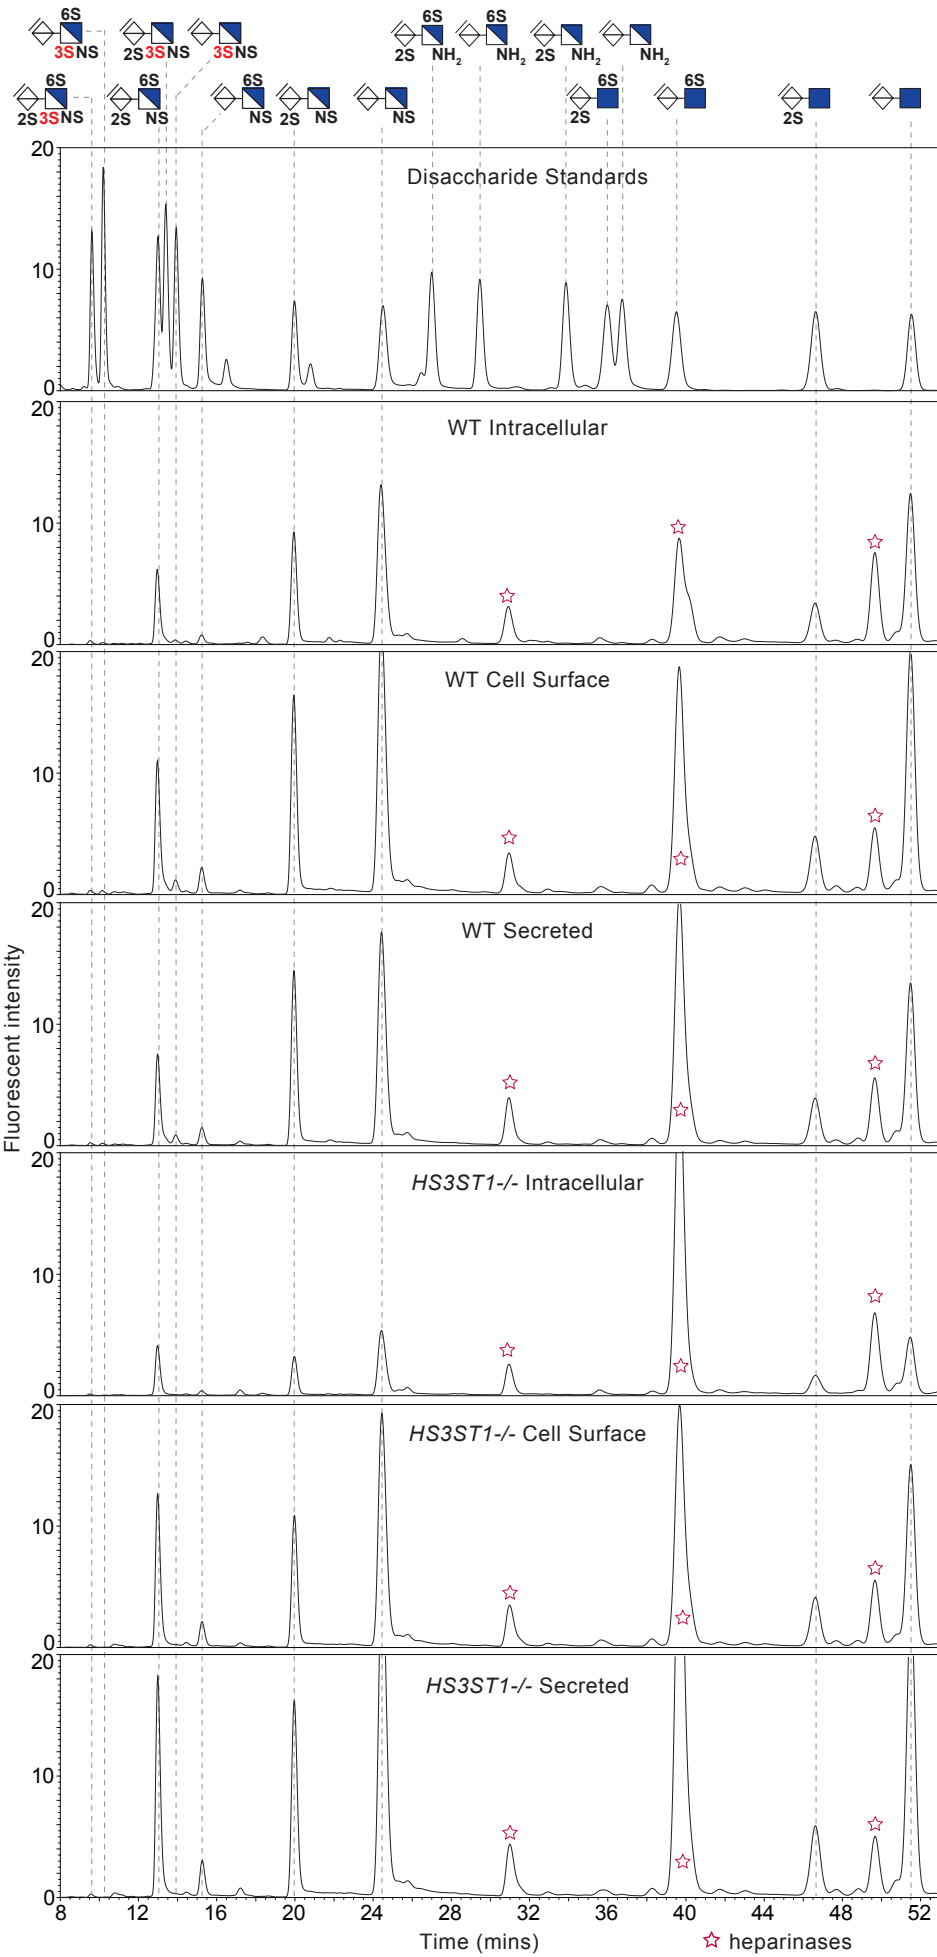 6S 6S 6S
3SNS 2S3SNS 3SNS 2S NH2 NH2 2S NH2 NH2
6S 6S 6S 6S 6S
2S3SNS 2S NS NS 2S NS NS 2S 2S
20
Disaccharide Standards
10
0
20
WT Intracellular
10
0
20
WT Cell Surface
10
0
20
WT Secreted
10
0
Fluorescent intensity
20
HS3ST1-/- Intracellular
10
0
20
HS3ST1-/- Cell Surface
10
0
20
HS3ST1-/- Secreted
10
0
8 12 16 20 24 28 32 36 40 44 48 52
Time (mins)
heparinases